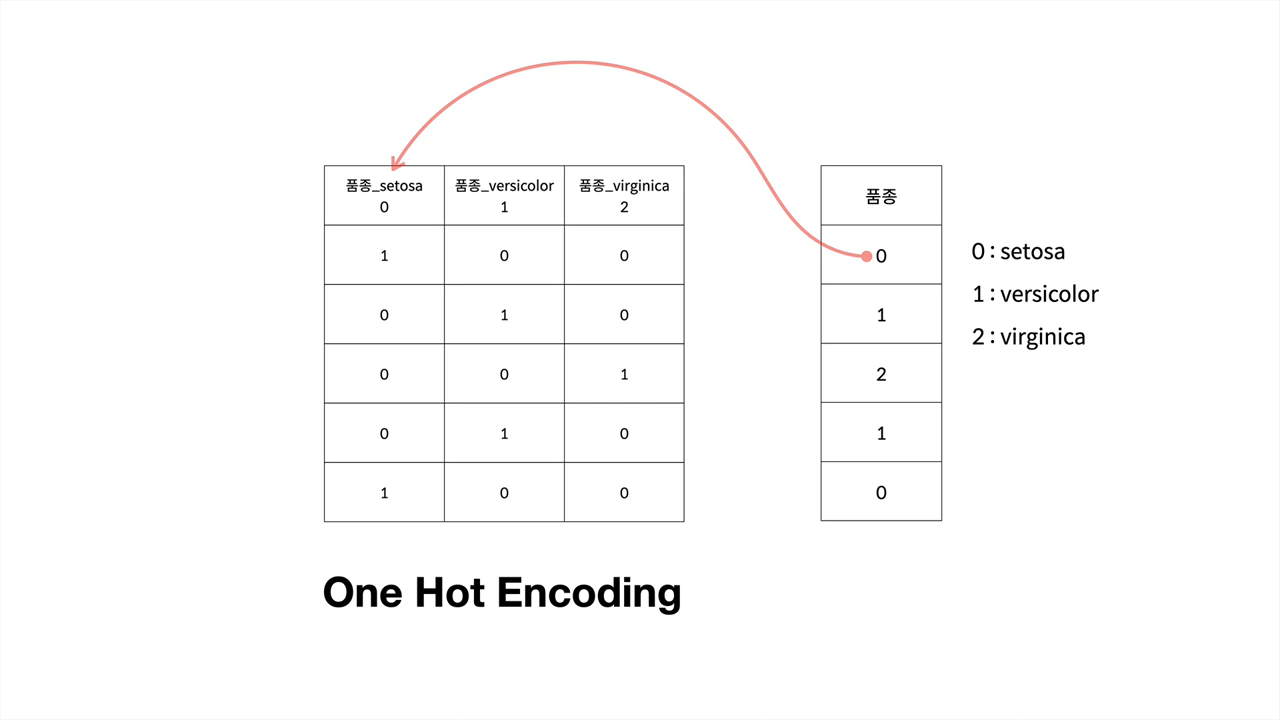 품종_setosa 품종_versicolor 품종_virginica
0 1 2
1 0 0
0 1 0
0 0 1
0 1 0
1 0 0
품종
0
1
2
1
0
0 : setosa
1 : versicolor
2 : virginica
One Hot Encoding